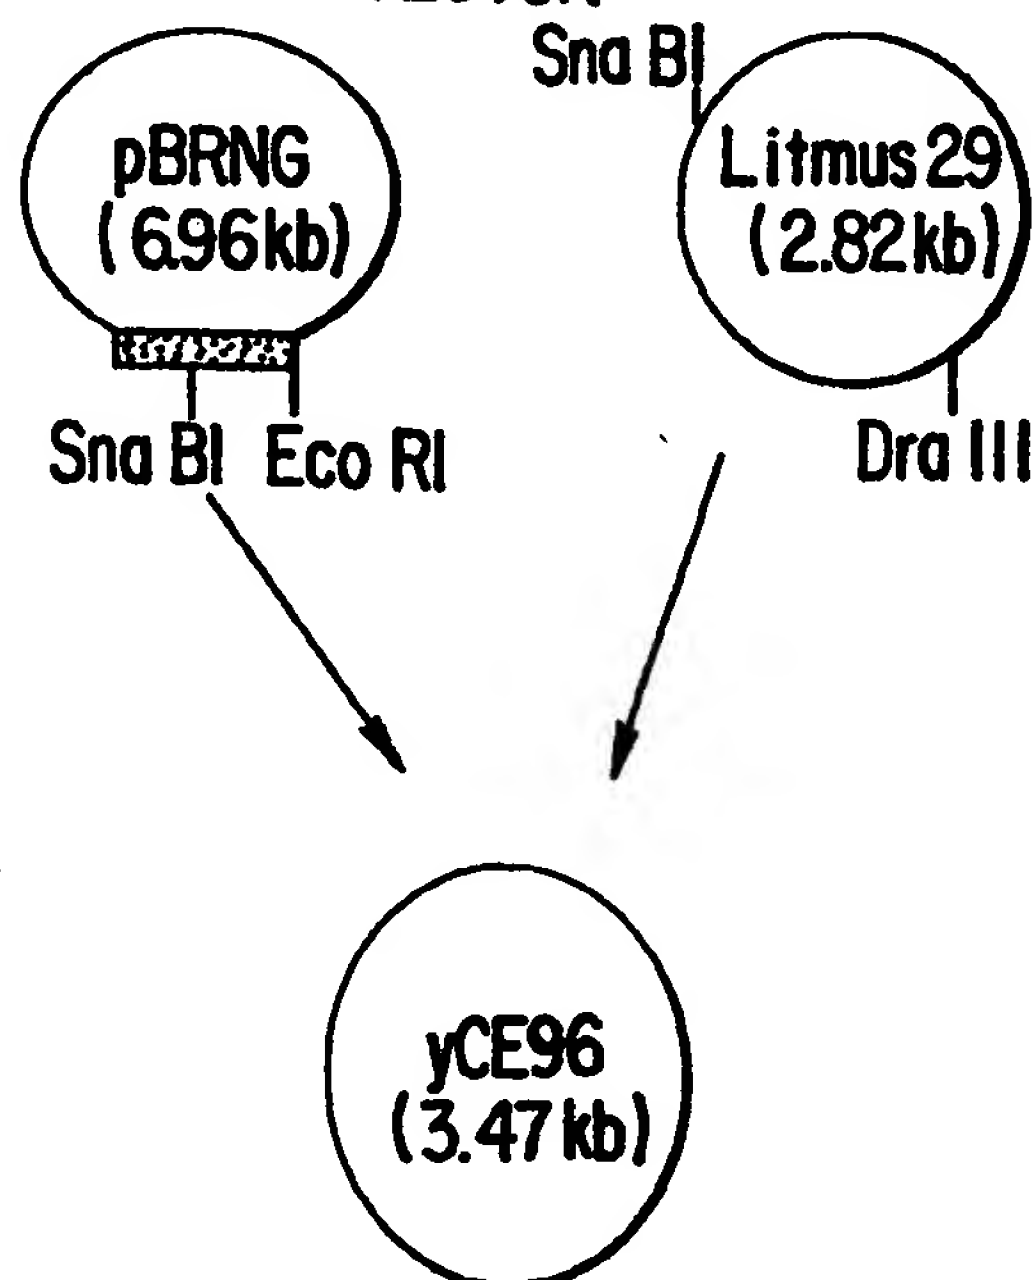 Sna BI
pBRNG
(6.96kb)
Litmus 29
(2.82kb)
Sna BI Eco RI
Dra III
yCE96
(3.47kb)